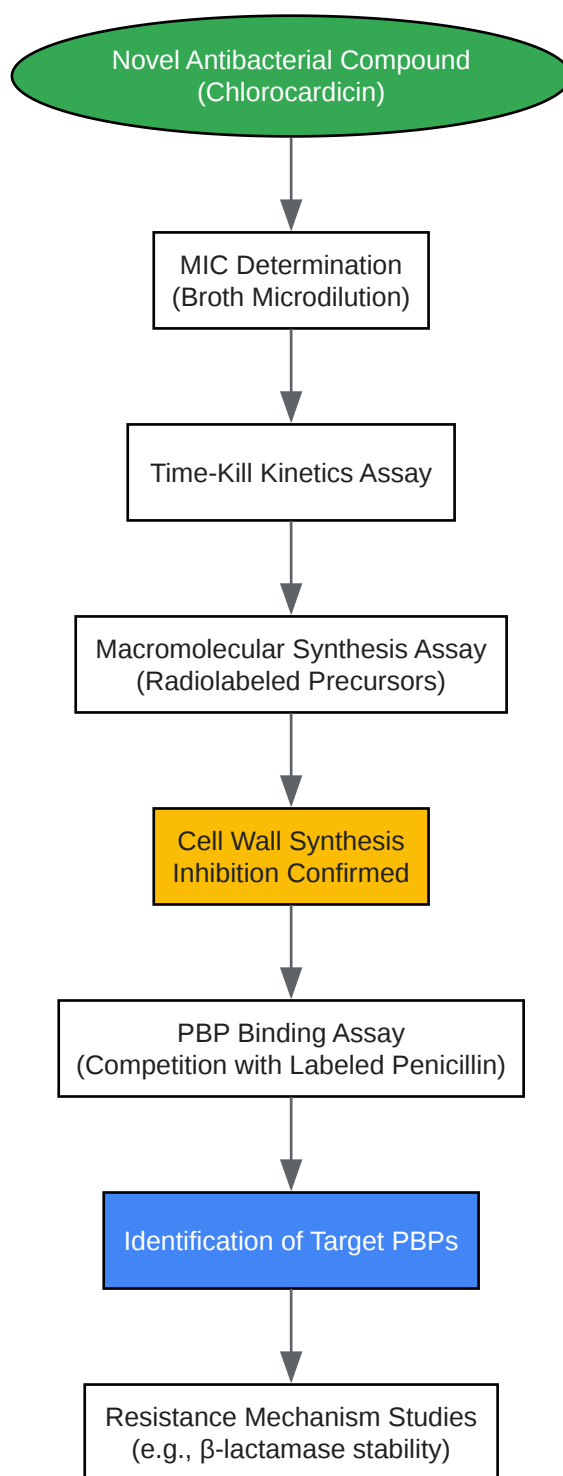 Novel Antibacterial Compound
(Chlorocardicin)
MIC Determination
(Broth Microdilution)
Time-Kill Kinetics Assay
Macromolecular Synthesis Assay
(Radiolabeled Precursors)
Cell Wall Synthesis
Inhibition Confirmed
PBP Binding Assay
(Competition with Labeled Penicillin)
Identification of Target PBPs
Resistance Mechanism Studies
(e.g., β-lactamase stability)